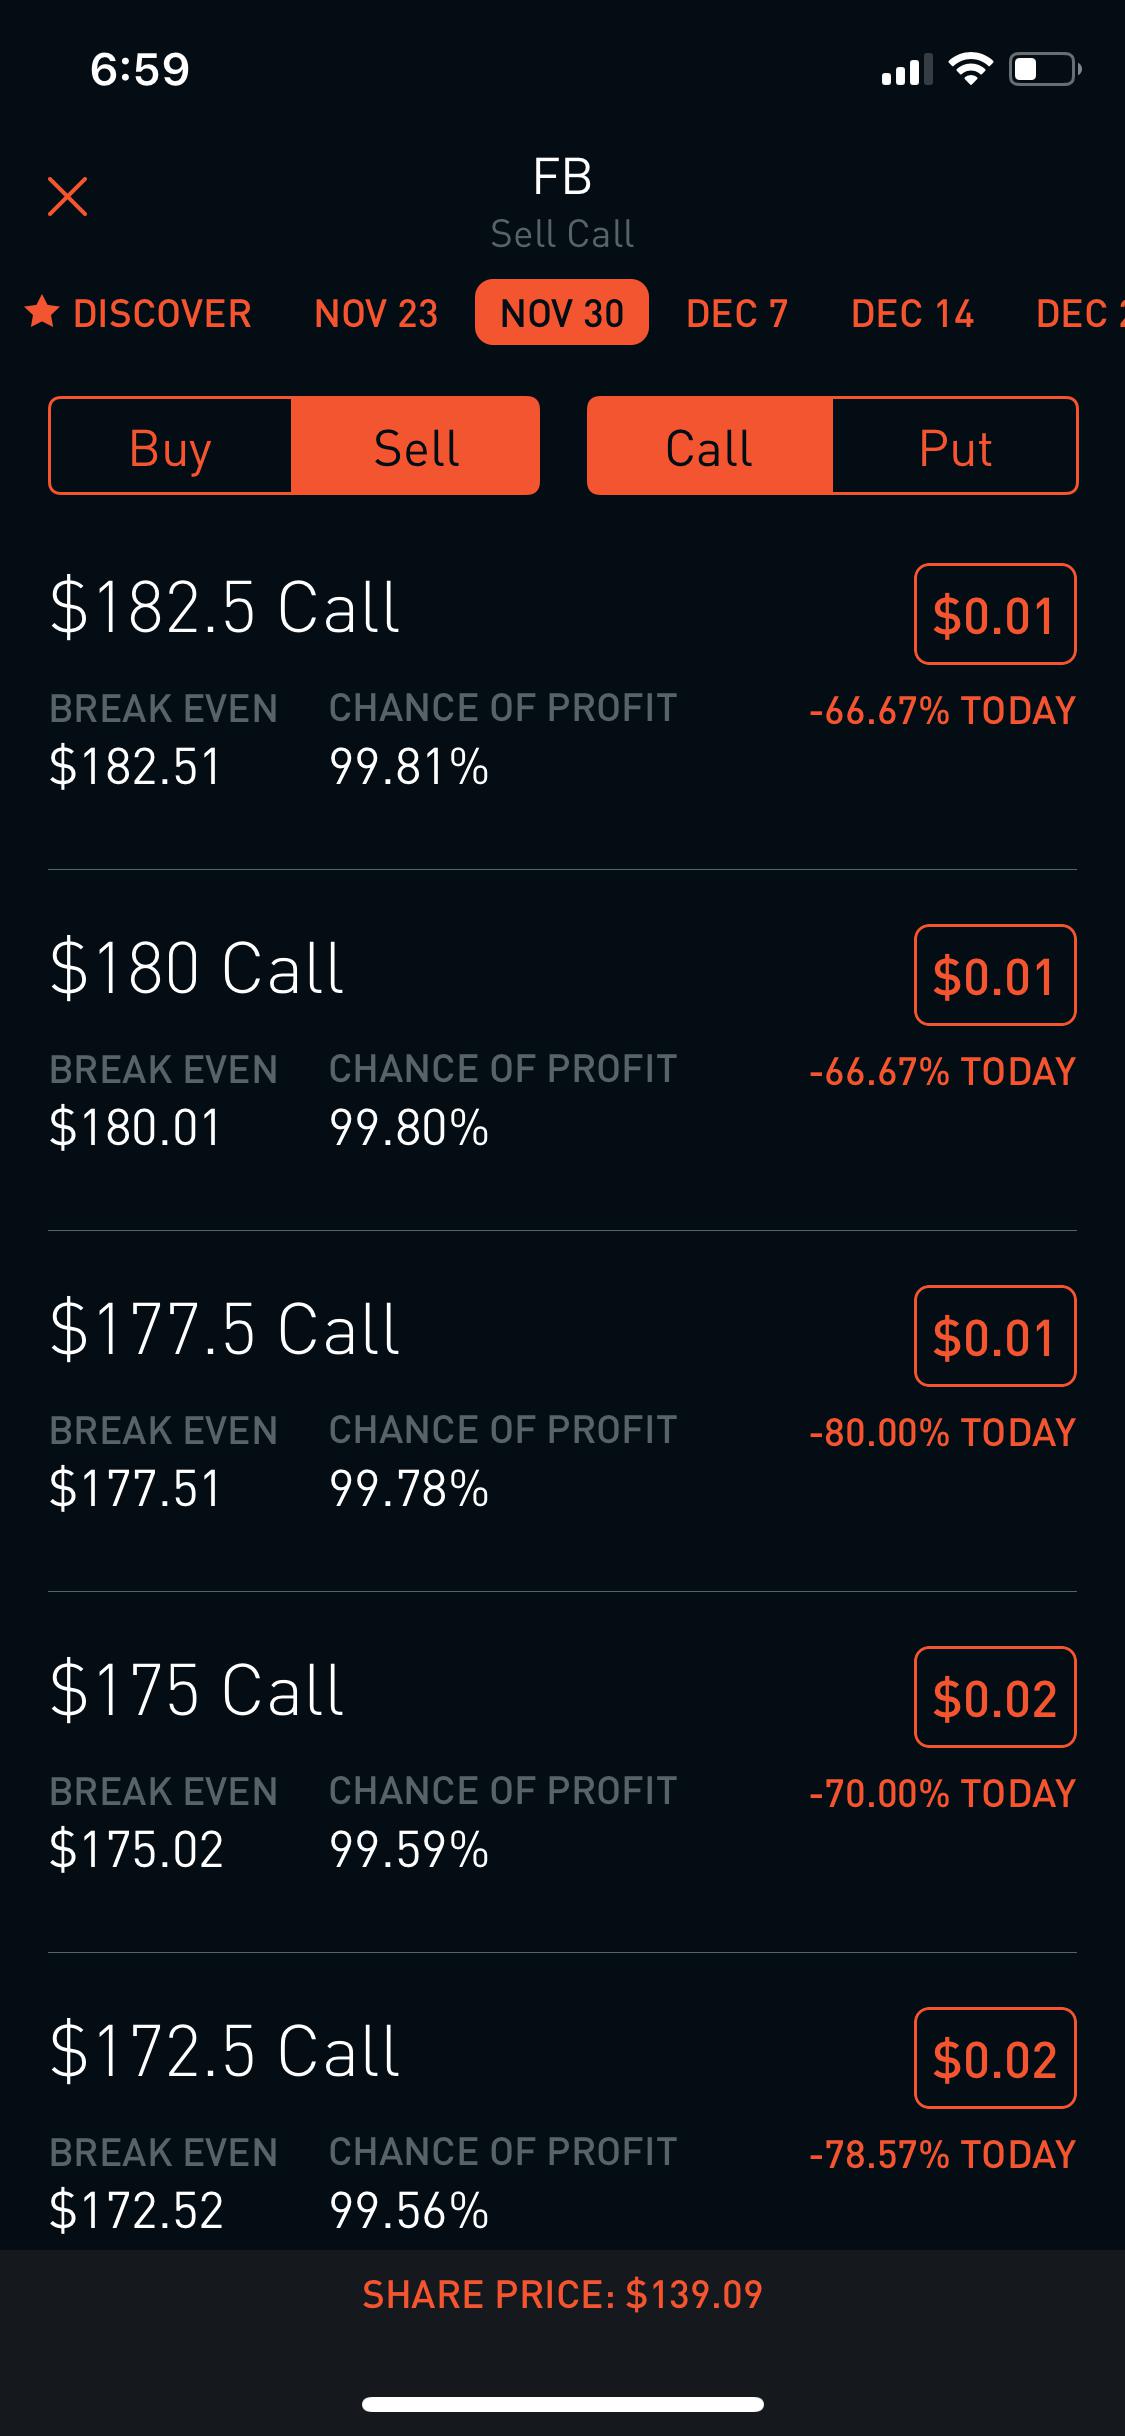 6:59
FB
Sell Call
DISCOVER NOV 23 NOV 30 DEC 7 DEC 14 DEC
Buy Sell Call Put
$182.5 Call $0.01
BREAK EVEN CHANCE OF PROFIT -66.67% TODAY
$182.51 99.81%
$180 Call $0.01
BREAK EVEN CHANCE OF PROFIT -66.67% TODAY
$180.01 99.80%
$177.5 Call $0.01
BREAK EVEN CHANCE OF PROFIT -80.00% TODAY
$177.51 99.78%
$175 Call $0.02
BREAK EVEN CHANCE OF PROFIT -70.00% TODAY
$175.02 99.59%
$172.5 Call $0.02
BREAK EVEN CHANCE OF PROFIT -78.57% TODAY
$172.52 99.56%
SHARE PRICE: $139.09